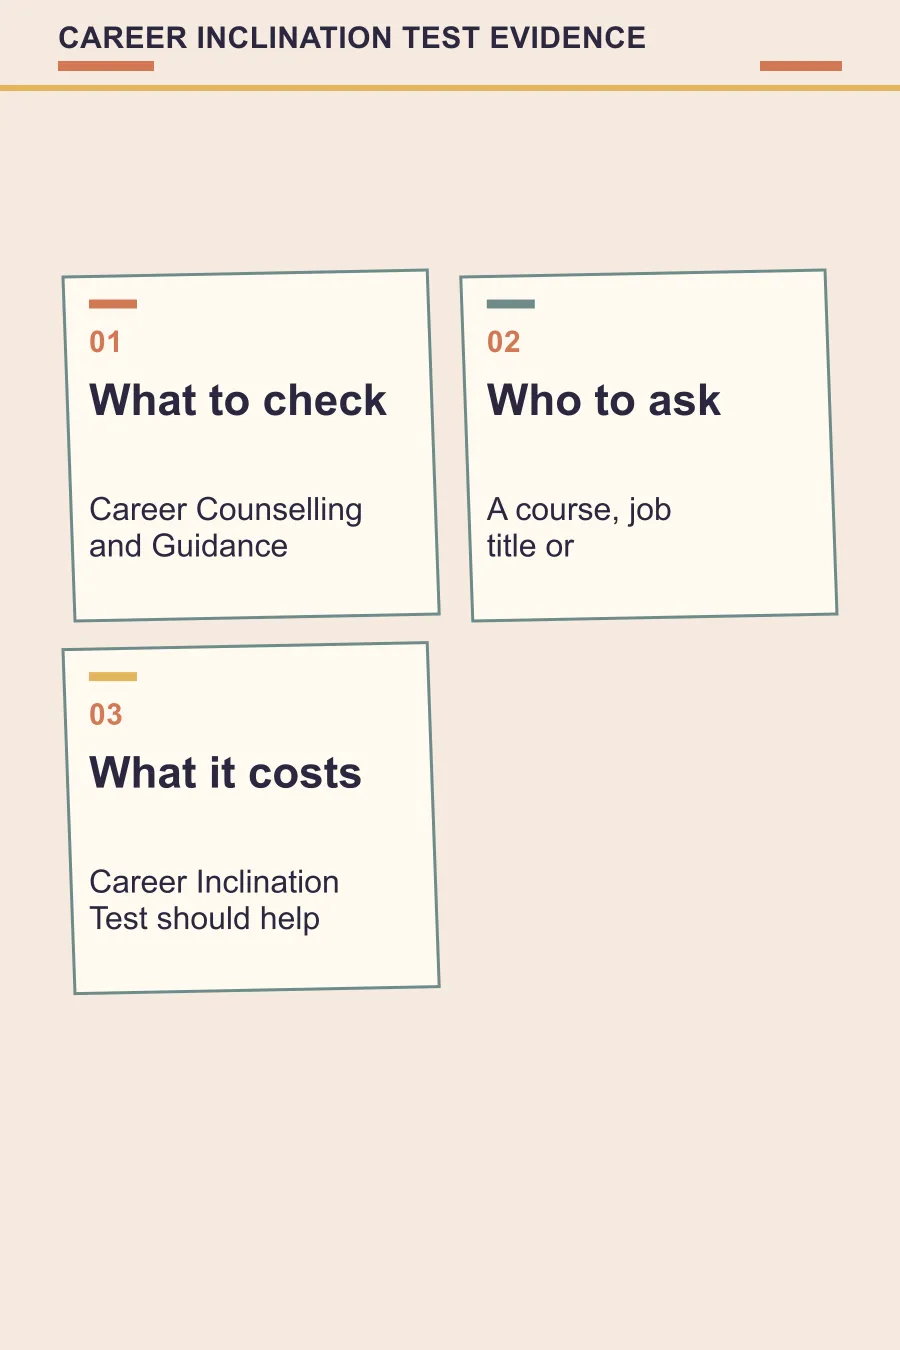 CAREER INCLINATION TEST EVIDENCE
01
What to check
Career Counselling
and Guidance
02
Who to ask
A course, job
title or
03
What it costs
Career Inclination
Test should help